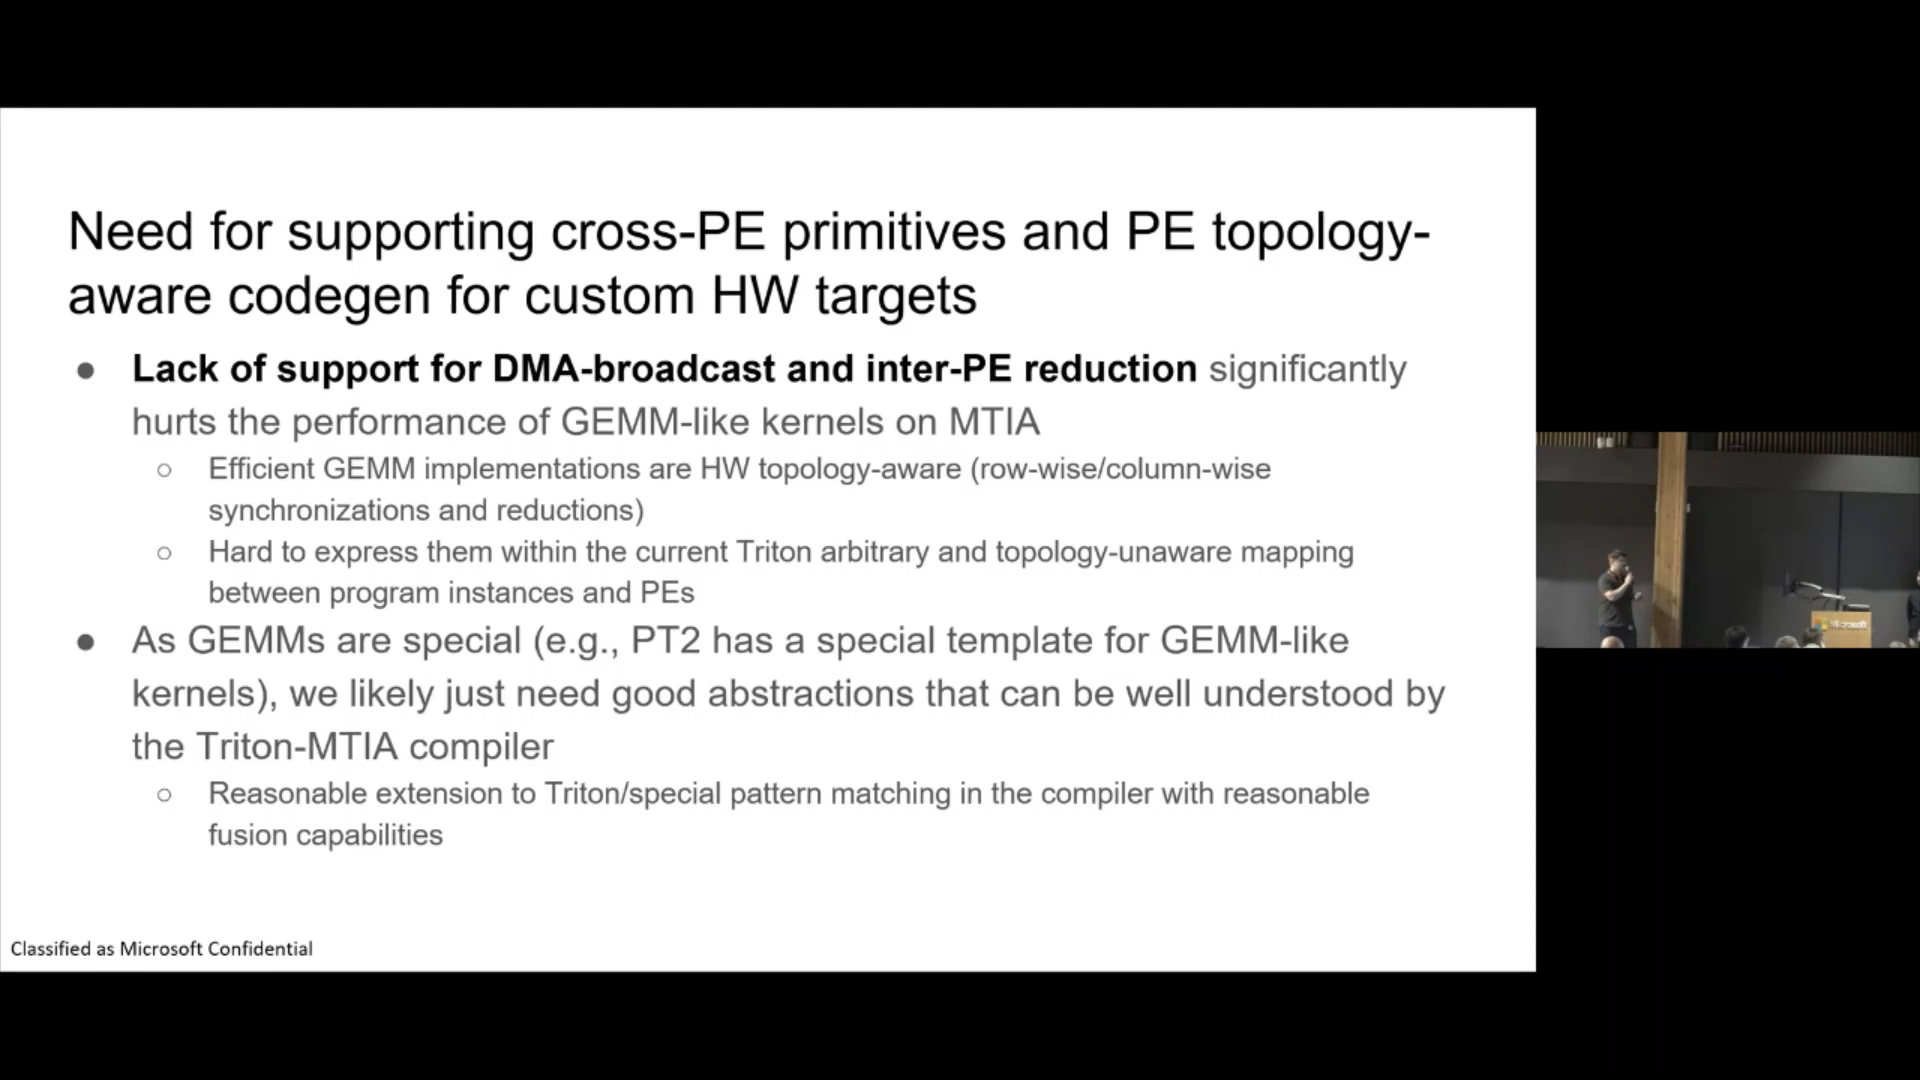 Need for supporting cross-PE primitives and PE topology-
aware codegen for custom HW targets
● Lack of support for DMA-broadcast and inter-PE reduction significantly
hurts the performance of GEMM-like kernels on MTIA
○ Efficient GEMM implementations are HW topology-aware (row-wise/column-wise
synchronizations and reductions)
○ Hard to express them within the current Triton arbitrary and topology-unaware mapping
between program instances and PEs
● As GEMMs are special (e.g., PT2 has a special template for GEMM-like
kernels), we likely just need good abstractions that can be well understood by
the Triton-MTIA compiler
○ Reasonable extension to Triton/special pattern matching in the compiler with reasonable
fusion capabilities
Classified as Microsoft Confidential
Microsoft